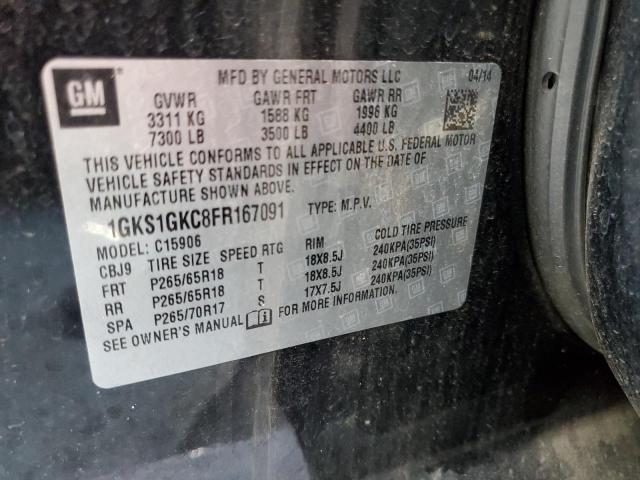 GM
MFD BY GENERAL MOTORS LLC 04/14
GVWR GAWR FRT GAWR RR
3311 KG 1588 KG 1996 KG
7300 LB 3500 LB 4400 LB
THIS VEHICLE CONFORMS TO ALL APPLICABLE U.S. FEDERAL MOTOR
VEHICLE SAFETY STANDARDS IN EFFECT ON THE DATE OF
MANUFACTURE SHOWN ABOVE.
1GKS1GKC8FR167091 TYPE: M.P.V.
MODEL: C15906
CBJ9 TIRE SIZE SPEED RTG RIM COLD TIRE PRESSURE
FRT P265/65R18 T 18X8.5J 240KPA(35PSI)
RR P265/65R18 T 18X8.5J 240KPA(35PSI)
SPA P265/70R17 S 17X7.5J 240KPA(35PSI)
SEE OWNER'S MANUAL FOR MORE INFORMATION.